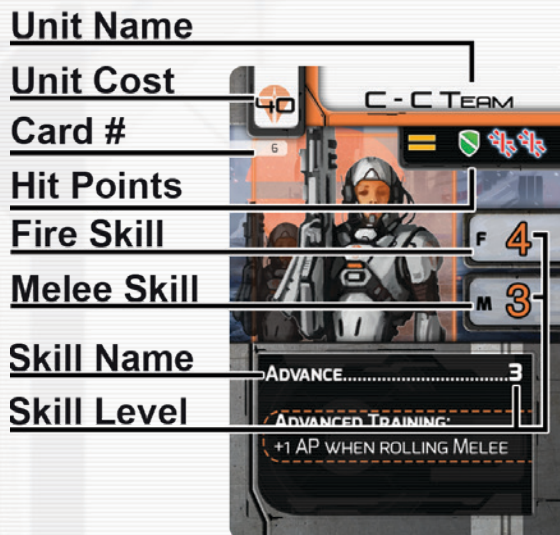 Unit Name
Unit Cost
40
C - C TEAM
Card #
6
Hit Points
Fire Skill
F 4
Melee Skill
M 3
Skill Name
ADVANCE.................................3
Skill Level
ADVANCED TRAINING:
+1 AP WHEN ROLLING MELEE